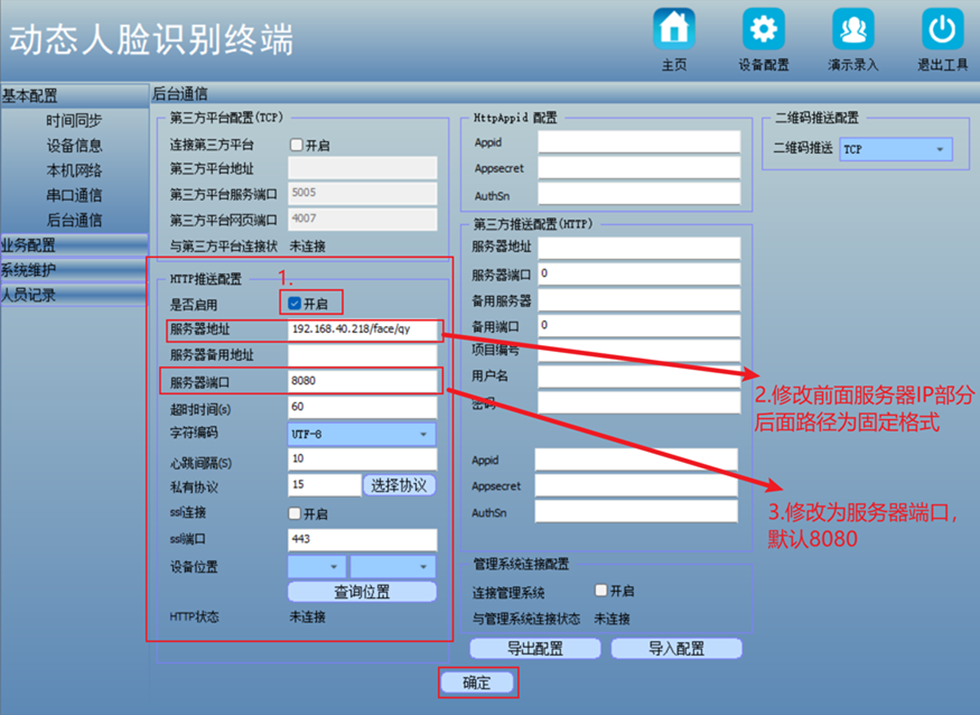 动态人脸识别终端
主页
设备配置
演示录入
退出工具
基本配置
时间同步
设备信息
本机网络
串口通信
后台通信
业务配置
系统维护
人员记录
后台通信
第三方平台配置(TCP)
连接第三方平台 开启
第三方平台地址
第三方平台服务端口 5005
第三方平台网页端口 4007
与第三方平台连接状 未连接
HTTP推送配置
1.
是否启用 开启
服务器地址 192.168.40.218/face/qy
服务器备用地址
服务器端口 8080
超时时间(s) 60
字符编码 UTF-8
心跳间隔(S) 10
私有协议 15 选择协议
ssl连接 开启
ssl端口 443
设备位置
查询位置
HTTP状态 未连接
HttpAppid 配置
Appid
Appsecret
AuthSn
第三方推送配置(HTTP)
服务器地址
服务器端口 0
备用服务器
备用端口 0
项目编号
用户名
密码
Appid
Appsecret
AuthSn
管理系统连接配置
连接管理系统 开启
与管理系统连接状态 未连接
导出配置 导入配置
确定
二维码推送配置
二维码推送 TCP
2.修改前面服务器IP部分
后面路径为固定格式
3.修改为服务器端口，
默认8080